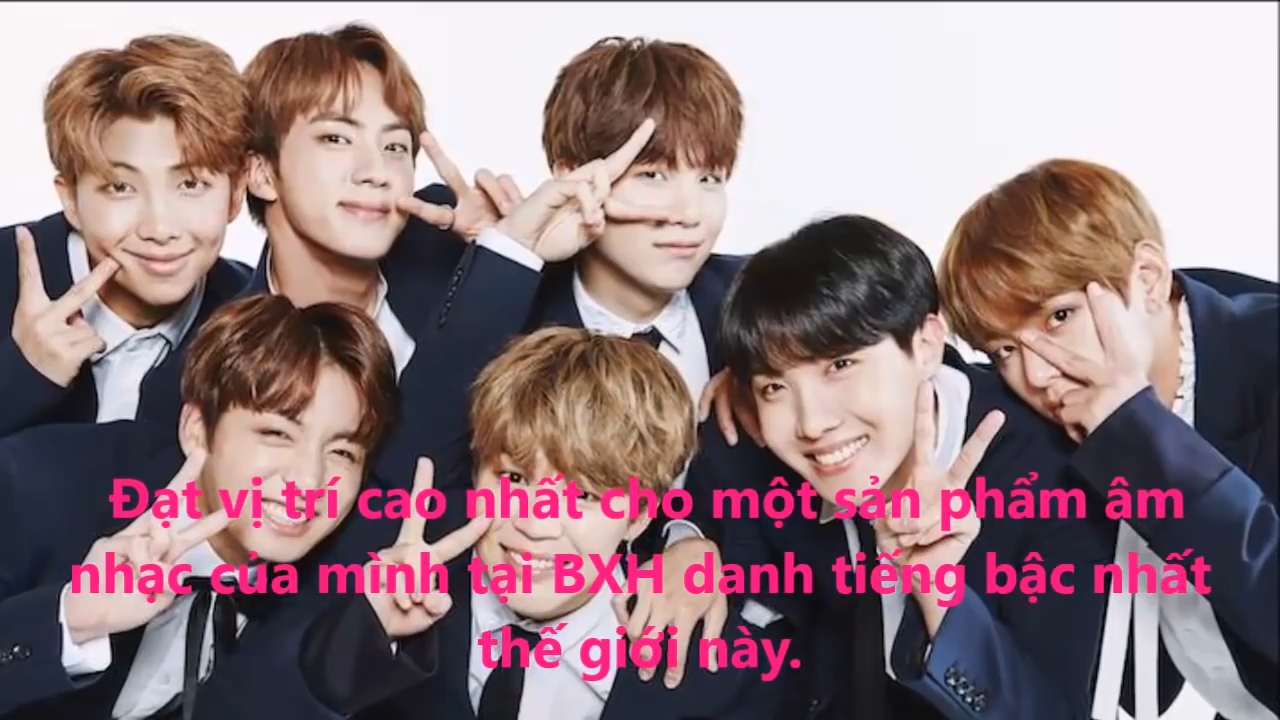 Đạt vị trí cao nhất cho một sản phẩm âm
nhạc của mình tại BXH danh tiếng bậc nhất
thế giới này.